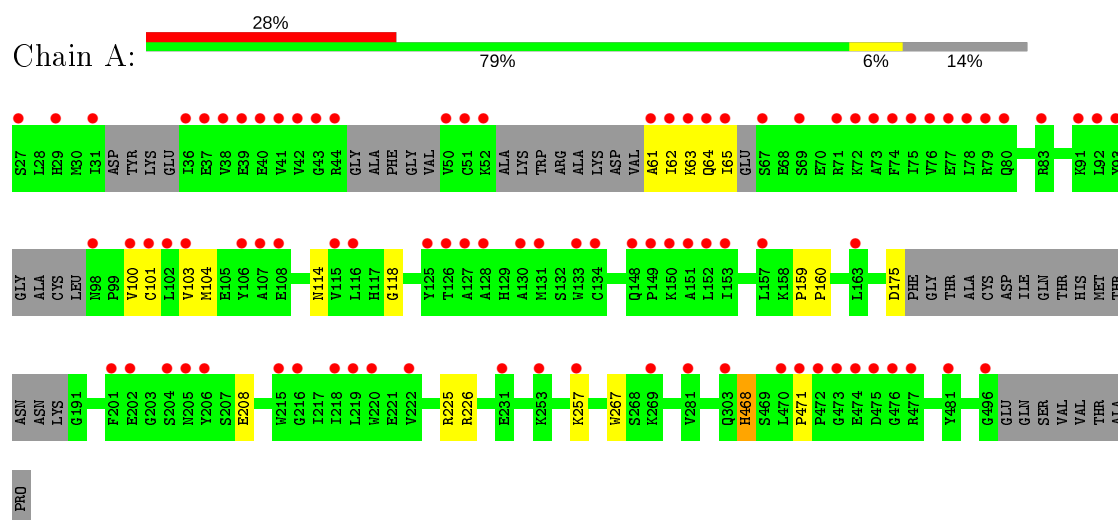 28%
Chain A:
79% 6% 14%
S27 L28 H29 M30 I31 ASP TYR LYS GLU I36 E37 V38 E39 E40 V41 V42 G43 R44 GLY ALA PHE GLY VAL V50 C51 K52 ALA LYS TRP ARG ALA LYS ASP VAL A61 I62 K63 Q64 I65 GLU S67 E68 S69 E70 R71 K72 A73 F74 I75 V76 E77 L78 R79 Q80 R83 K91 L92 Y93
GLY ALA CYS LEU N98 P99 V100 C101 L102 V103 M104 E105 Y106 A107 E108 N114 V115 L116 H117 G118 Y125 T126 A127 A128 H129 A130 M131 S132 W133 C134 Q148 P149 K150 A151 L152 I153 L157 K158 P159 P160 L163 D175 PHE GLY THR ALA CYS ASP ILE GLN THR HIS MET THR
ASN ASN LYS G191 F201 E202 G203 S204 N205 Y206 S207 E208 W215 G216 I217 I218 L219 W220 E221 V222 R225 R226 E231 K253 K257 W267 S268 K269 V281 Q303 H468 S469 L470 P471 P472 G473 E474 D475 G476 R477 Y481 G496 GLU GLN SER VAL VAL THR ALA
PRO